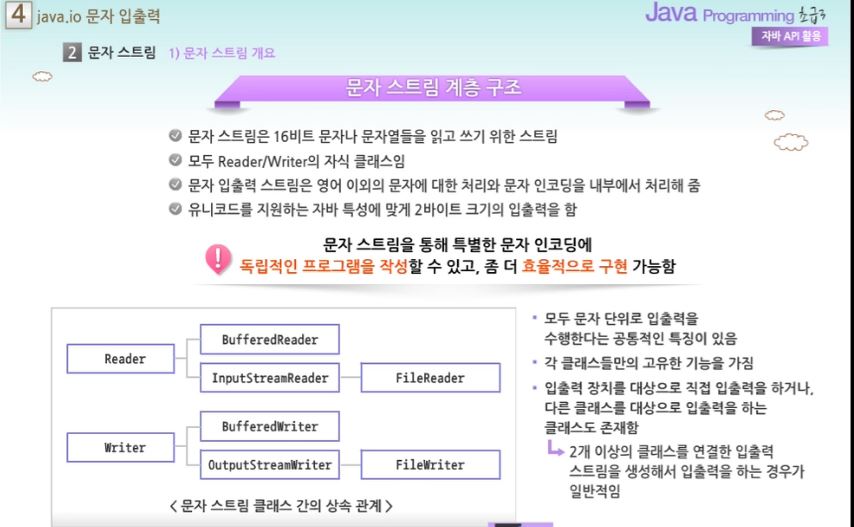 4 java.io 문자 입출력
Java Programming 초급3
자바 API 활용
2 문자 스트림 1) 문자 스트림 개요
문자 스트림 계층 구조
문자 스트림은 16비트 문자나 문자열들을 읽고 쓰기 위한 스트림
모두 Reader/Writer의 자식 클래스임
문자 입출력 스트림은 영어 이외의 문자에 대한 처리와 문자 인코딩을 내부에서 처리해 줌
유니코드를 지원하는 자바 특성에 맞게 2바이트 크기의 입출력을 함
문자 스트림을 통해 특별한 문자 인코딩에
독립적인 프로그램을 작성할 수 있고, 좀 더 효율적으로 구현 가능함
BufferedReader
Reader
InputStreamReader
FileReader
BufferedWriter
Writer
OutputStreamWriter
FileWriter
< 문자 스트림 클래스 간의 상속 관계 >
모두 문자 단위로 입출력을
수행한다는 공통적인 특징이 있음
각 클래스들만의 고유한 기능을 가짐
입출력 장치를 대상으로 직접 입출력을 하거나,
다른 클래스를 대상으로 입출력을 하는
클래스도 존재함
2개 이상의 클래스를 연결한 입출력
스트림을 생성해서 입출력을 하는 경우가
일반적임